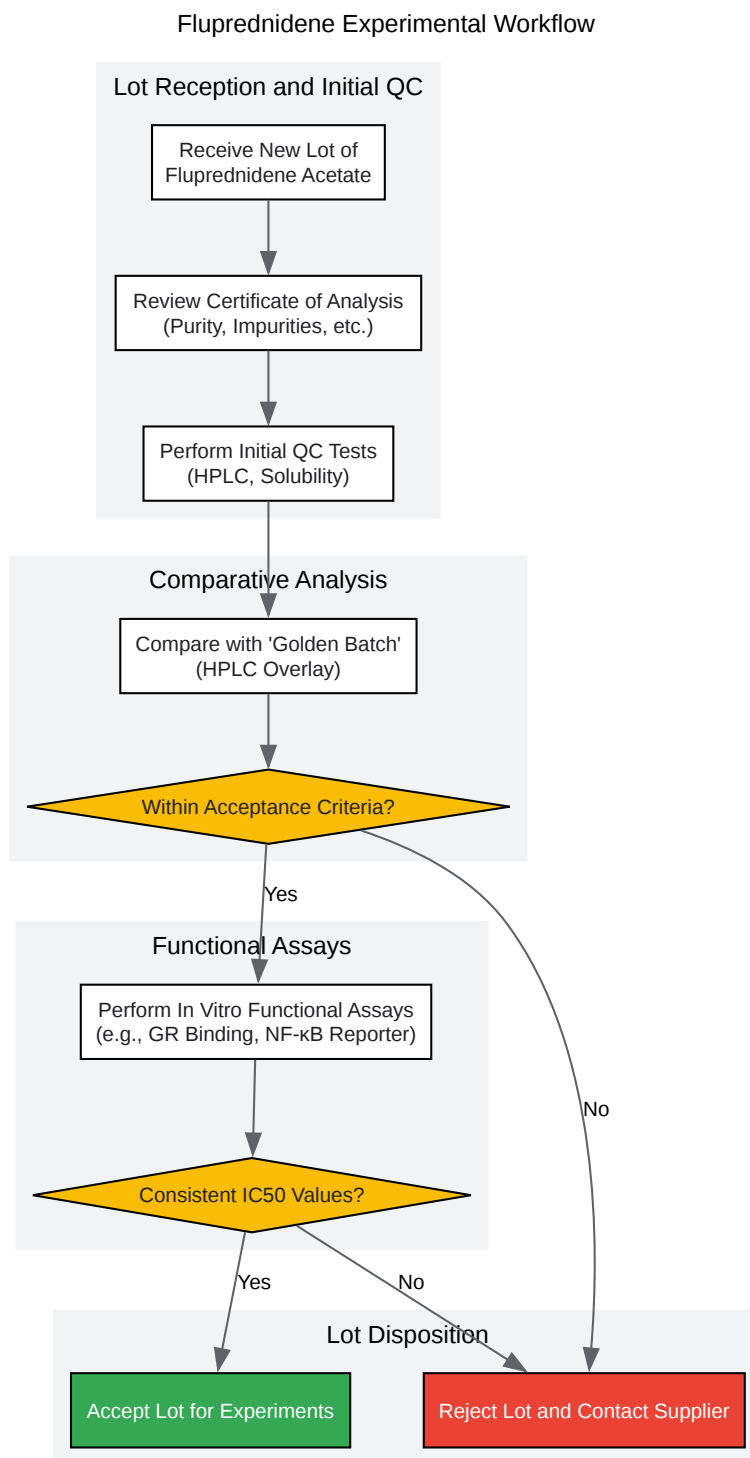 Fluprednidene Experimental Workflow
Lot Reception and Initial QC
Receive New Lot of
Fluprednidene Acetate
Review Certificate of Analysis
(Purity, Impurities, etc.)
Perform Initial QC Tests
(HPLC, Solubility)
Comparative Analysis
Compare with 'Golden Batch'
(HPLC Overlay)
Within Acceptance Criteria?
Yes
Functional Assays
Perform In Vitro Functional Assays
(e.g., GR Binding, NF-κB Reporter)
No
Consistent IC50 Values?
Yes
No
Lot Disposition
Accept Lot for Experiments
Reject Lot and Contact Supplier